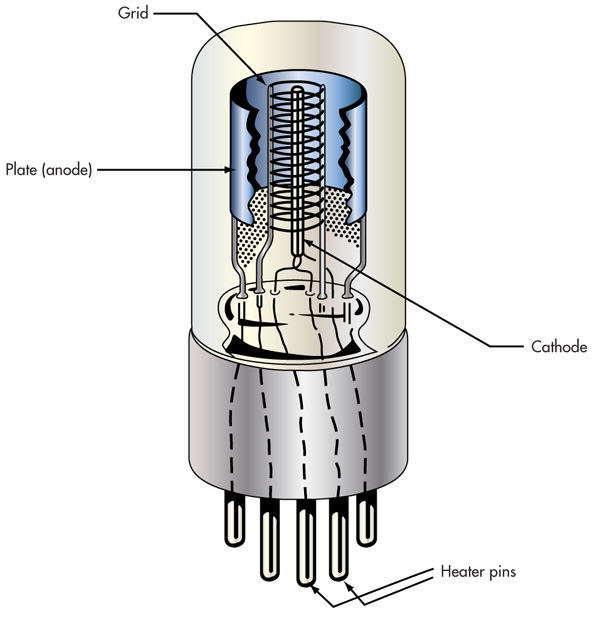 Grid
Plate (anode)
Cathode
Heater pins